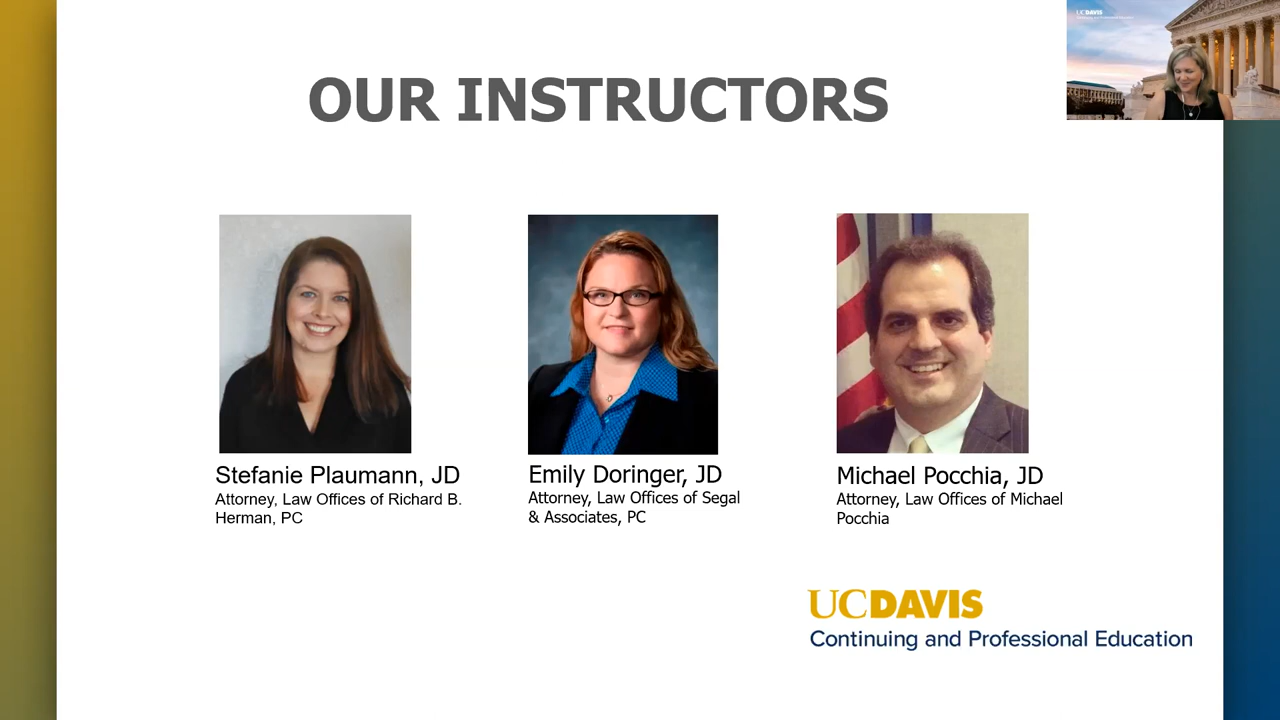 OUR INSTRUCTORS
UCDAVIS
Stefanie Plaumann, JD
Attorney, Law Offices of Richard B.
Herman, PC
Emily Doringer, JD
Attorney, Law Offices of Segal
& Associates, PC
Michael Pocchia, JD
Attorney, Law Offices of Michael
Pocchia
UCDAVIS
Continuing and Professional Education